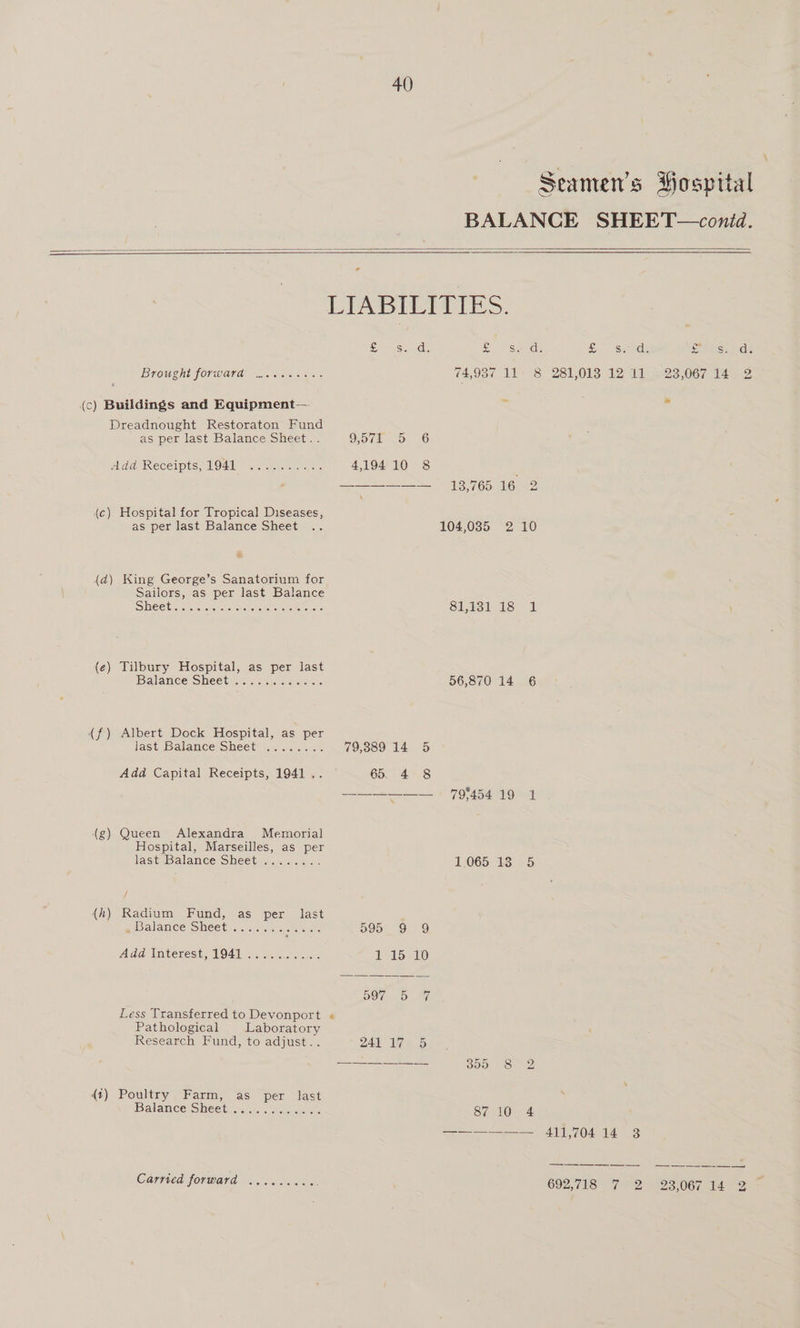 40
Seamen's Hospital
BALANCE SHEET—contd.
LIABILITIES.
£ s. d. £ s. d. £ s. d. £ s. d.
Brought forward ......... 74,937 11 8 281,013 12 11 23,067 14 2
(c) Buildings and Equipment—
Dreadnought Restoraton Fund
as per last Balance Sheet.. 9,571 5 6
Add Receipts, 1941 .......... 4,194 10 8
—————— 13,765 16 2
(c) Hospital for Tropical Diseases,
as per last Balance Sheet .. 104,035 2 10
(d) King George's Sanatorium for
Sailors, as per last Balance
Sheet.................... 81,131 18 1
(e) Tilbury Hospital, as per last
Balance Sheet ............ 56,870 14 6
(f) Albert Dock Hospital, as per
last Balance Sheet ........ 79,389 14 5
Add Capital Receipts, 1941 .. 65 4 8
—————— 79,454 19 1
(g) Queen Alexandra Memorial
Hospital, Marseilles, as per
last Balance Sheet ........ 1 065 13 5
(h) Radium Fund, as per last
Balance Sheet ............ 595 9 9
Add Interest, 1941 .......... 1 15 10
——————
597 5 7
Less Transferred to Devonport
Pathological Laboratory
Research Fund, to adjust.. 241 17 5
—————— 355 8 2
(i) Poultry Farm, as per last
Balance Sheet ............ 87 10 4
—————— 411,704 14 3
—————— ——————
Carried forward .......... 692,718 7 2 23,067 14 2